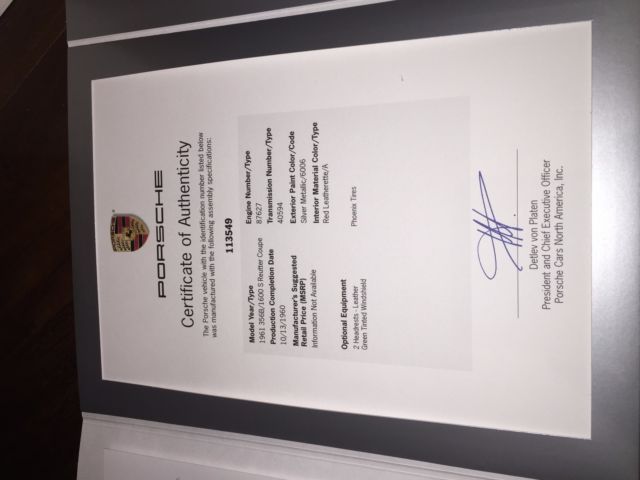 PORSCHE
Certificate of Authenticity
The Porsche vehicle with the identification number listed below
was manufactured with the following assembly specifications:
113549
Model Year/Type
1961 356B/1600 S Reutter Coupe
Production Completion Date
10/13/1960
Manufacturer's Suggested
Retail Price (MSRP)
Information Not Available
Engine Number/Type
87627
Transmission Number/Type
40594
Exterior Paint Color/Code
Silver Metallic/6006
Interior Material Color/Type
Red Leatherette/A
Optional Equipment
2 Headrests - Leather
Green Tinted Windshield
Phoenix Tires
Detlev von Platen
President and Chief Executive Officer
Porsche Cars North America, Inc.